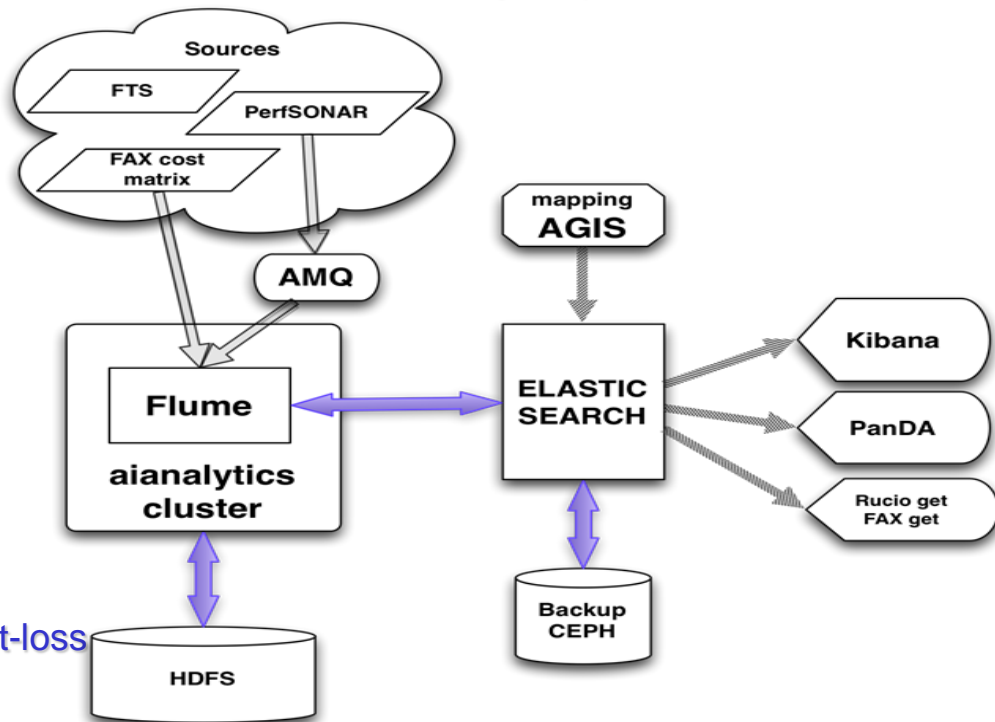 Sources
FTS
PerfSONAR
FAX cost
matrix
mapping
AGIS
AMQ
Kibana
Flume
ELASTIC
SEARCH
PanDA
aianalytics
cluster
Rucio get
FAX get
Backup
CEPH
t-loss
HDFS